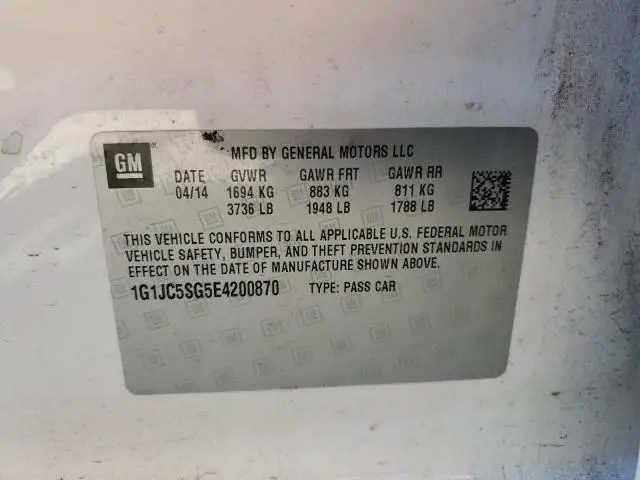 GM
MFD BY GENERAL MOTORS LLC
DATE GVWR GAWR FRT GAWR RR
04/14 1694 KG 883 KG 811 KG
3736 LB 1948 LB 1788 LB
THIS VEHICLE CONFORMS TO ALL APPLICABLE U.S. FEDERAL MOTOR
VEHICLE SAFETY, BUMPER, AND THEFT PREVENTION STANDARDS IN
EFFECT ON THE DATE OF MANUFACTURE SHOWN ABOVE.
1G1JC5SG5E4200870 TYPE: PASS CAR